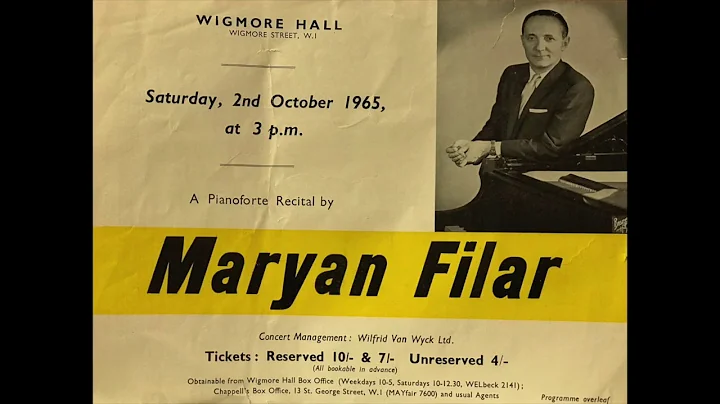 WIGMORE HALL
WIGMORE STREET, W.1
Saturday, 2nd October 1965,
at 3 p.m.
A Pianoforte Recital by
Maryan Filar
Concert Management: Wilfrid Van Wyck Ltd.
Tickets: Reserved 10/- & 7/- Unreserved 4/-
(All bookable in advance)
Obtainable from Wigmore Hall Box Office (Weekdays 10-5, Saturdays 10-12.30, WELbeck 2141);
Chappell's Box Office, 13 St. George Street, W.1 (MAYfair 7600) and usual Agents
Programme overleaf